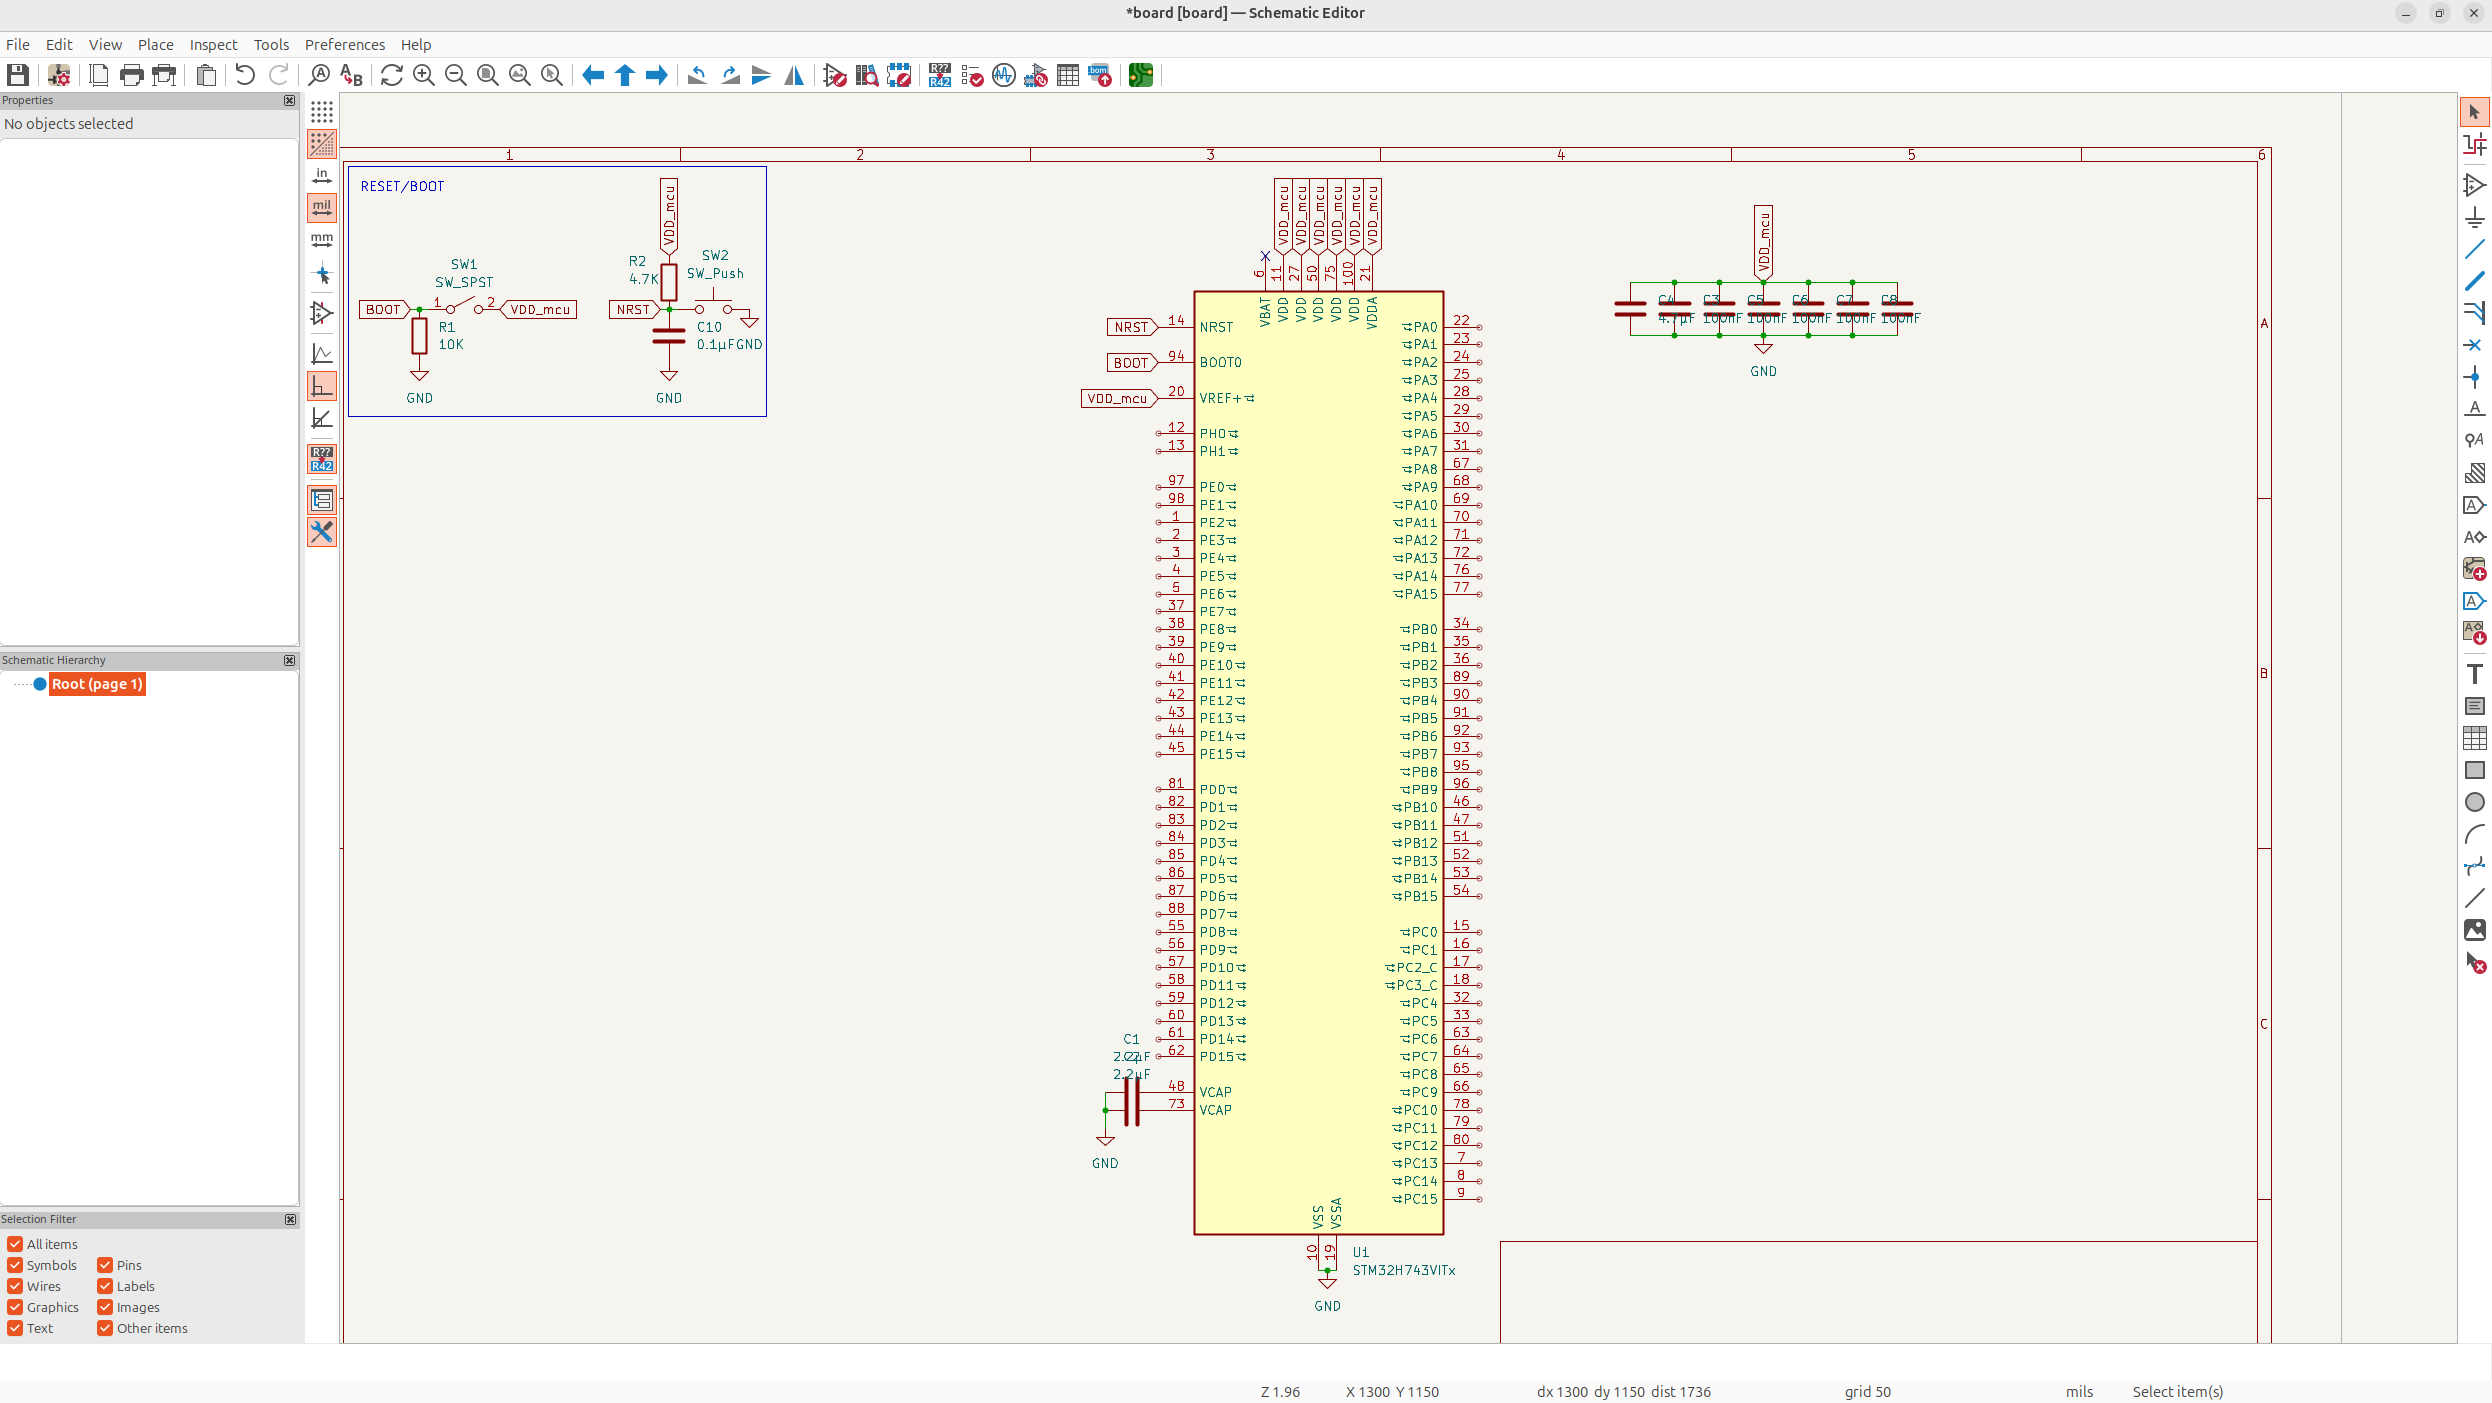 *board [board] — Schematic Editor
File Edit View Place Inspect Tools Preferences Help
Properties
No objects selected
Schematic Hierarchy
Root (page 1)
Selection Filter
All items
Symbols Pins
Wires Labels
Graphics Images
Text Other items
in
mil
mm
R??
R42
1 2 3 4 5 6
A
B
C
RESET/BOOT
VDD_mcu
SW1
SW_SPST
BOOT 1 2 VDD_mcu
R1
10K
GND
R2
4.7K
SW2
SW_Push
NRST
C10
0.1µF GND
GND
VDD_mcu VDD_mcu VDD_mcu VDD_mcu VDD_mcu VDD_mcu
6 11 27 50 75 100 21
VBAT VDD VDD VDD VDD VDD VDDA
NRST 14 NRST
BOOT 94 BOOT0
VDD_mcu 20 VREF+
12 PH0
13 PH1
97 PE0
98 PE1
1 PE2
2 PE3
3 PE4
4 PE5
5 PE6
37 PE7
38 PE8
39 PE9
40 PE10
41 PE11
42 PE12
43 PE13
44 PE14
45 PE15
81 PD0
82 PD1
83 PD2
84 PD3
85 PD4
86 PD5
87 PD6
88 PD7
55 PD8
56 PD9
57 PD10
58 PD11
59 PD12
60 PD13
61 PD14
62 PD15
C1
2.2µF
48 VCAP
73 VCAP
GND
PA0 22
PA1 23
PA2 24
PA3 25
PA4 28
PA5 29
PA6 30
PA7 31
PA8 67
PA9 68
PA10 69
PA11 70
PA12 71
PA13 72
PA14 76
PA15 77
PB0 34
PB1 35
PB2 36
PB3 89
PB4 90
PB5 91
PB6 92
PB7 93
PB8 95
PB9 96
PB10 46
PB11 47
PB12 51
PB13 52
PB14 53
PB15 54
PC0 15
PC1 16
PC2_C 17
PC3_C 18
PC4 32
PC5 33
PC6 63
PC7 64
PC8 65
PC9 66
PC10 78
PC11 79
PC12 80
PC13 7
PC14 8
PC15 9
VSS VSSA
10 19
U1
STM32H743VITx
GND
VDD_mcu
C4 C3 C5 C6 C7 C8
4.7µF 100nF 100nF 100nF 100nF 100nF
GND
Z 1.96 X 1300 Y 1150 dx 1300 dy 1150 dist 1736 grid 50 mils Select item(s)